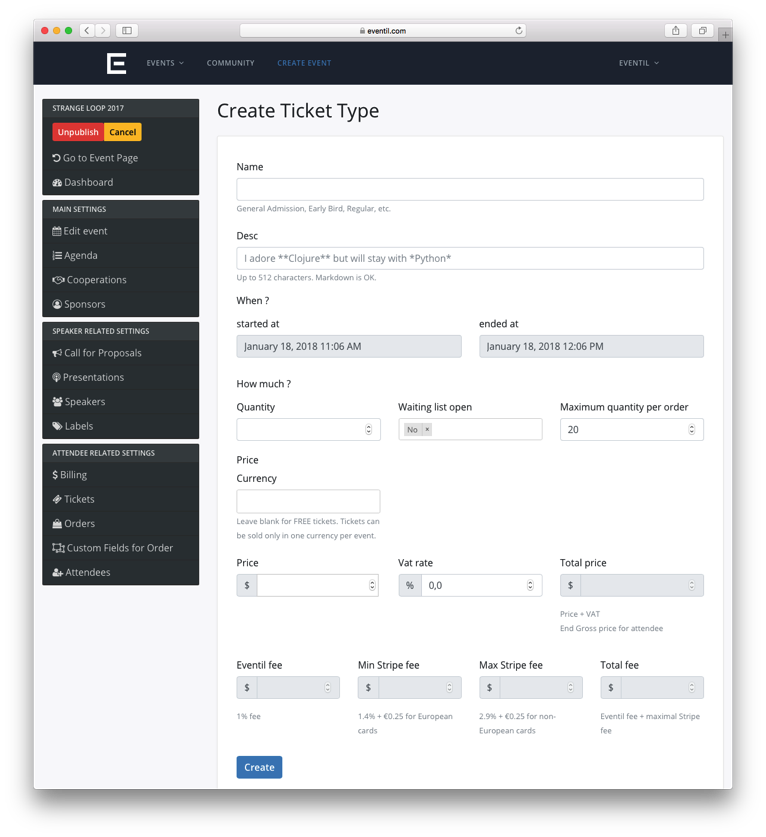 eventil.com
E EVENTS COMMUNITY CREATE EVENT EVENTIL
STRANGE LOOP 2017
Unpublish Cancel
Go to Event Page
Dashboard
MAIN SETTINGS
Edit event
Agenda
Cooperations
Sponsors
SPEAKER RELATED SETTINGS
Call for Proposals
Presentations
Speakers
Labels
ATTENDEE RELATED SETTINGS
$ Billing
Tickets
Orders
Custom Fields for Order
Attendees
Create Ticket Type
Name
General Admission, Early Bird, Regular, etc.
Desc
I adore **Clojure** but will stay with *Python*
Up to 512 characters. Markdown is OK.
When ?
started at ended at
January 18, 2018 11:06 AM January 18, 2018 12:06 PM
How much ?
Quantity Waiting list open Maximum quantity per order
No × 20
Price
Currency
Leave blank for FREE tickets. Tickets can
be sold only in one currency per event.
Price Vat rate Total price
$ % 0,0 $
Price + VAT
End Gross price for attendee
Eventil fee Min Stripe fee Max Stripe fee Total fee
$ $ $ $
1% fee 1.4% + €0.25 for European 2.9% + €0.25 for non- Eventil fee + maximal Stripe
cards European cards fee
Create